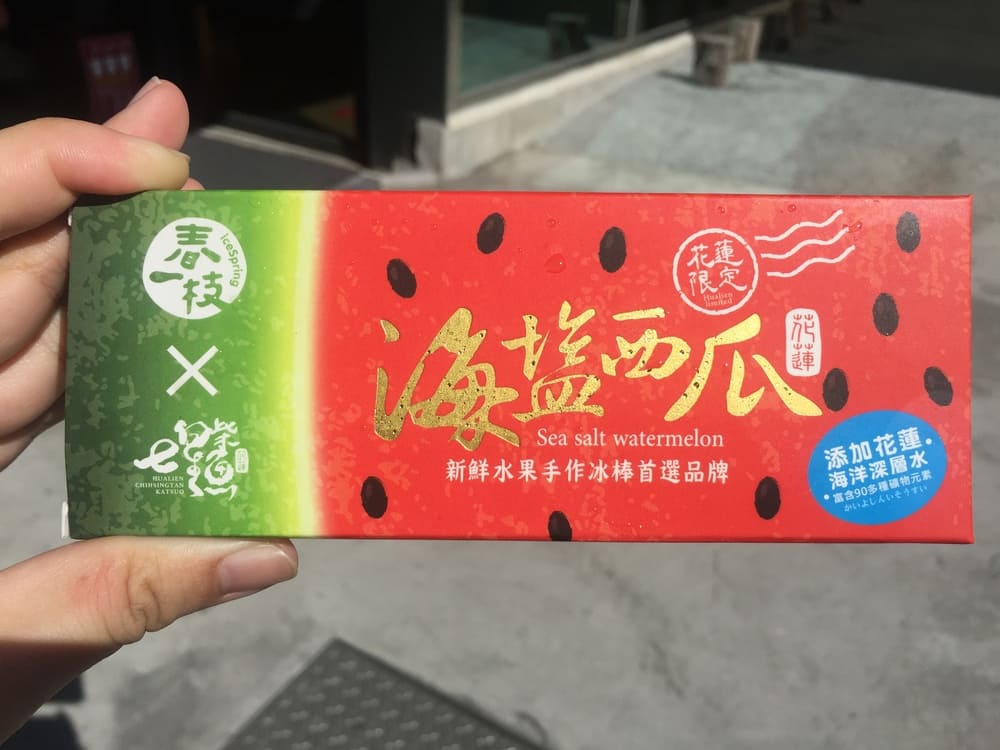 春一枝
iceSpring
×
七星柴魚
HUALIEN
CHIHSINGTAN
KATSUO
花蓮
限定
Hualien
limited
海塩西瓜
花蓮
Sea salt watermelon
新鮮水果手作冰棒首選品牌
添加花蓮
海洋深層水
富含90多種礦物元素
かいよしんいそうすい